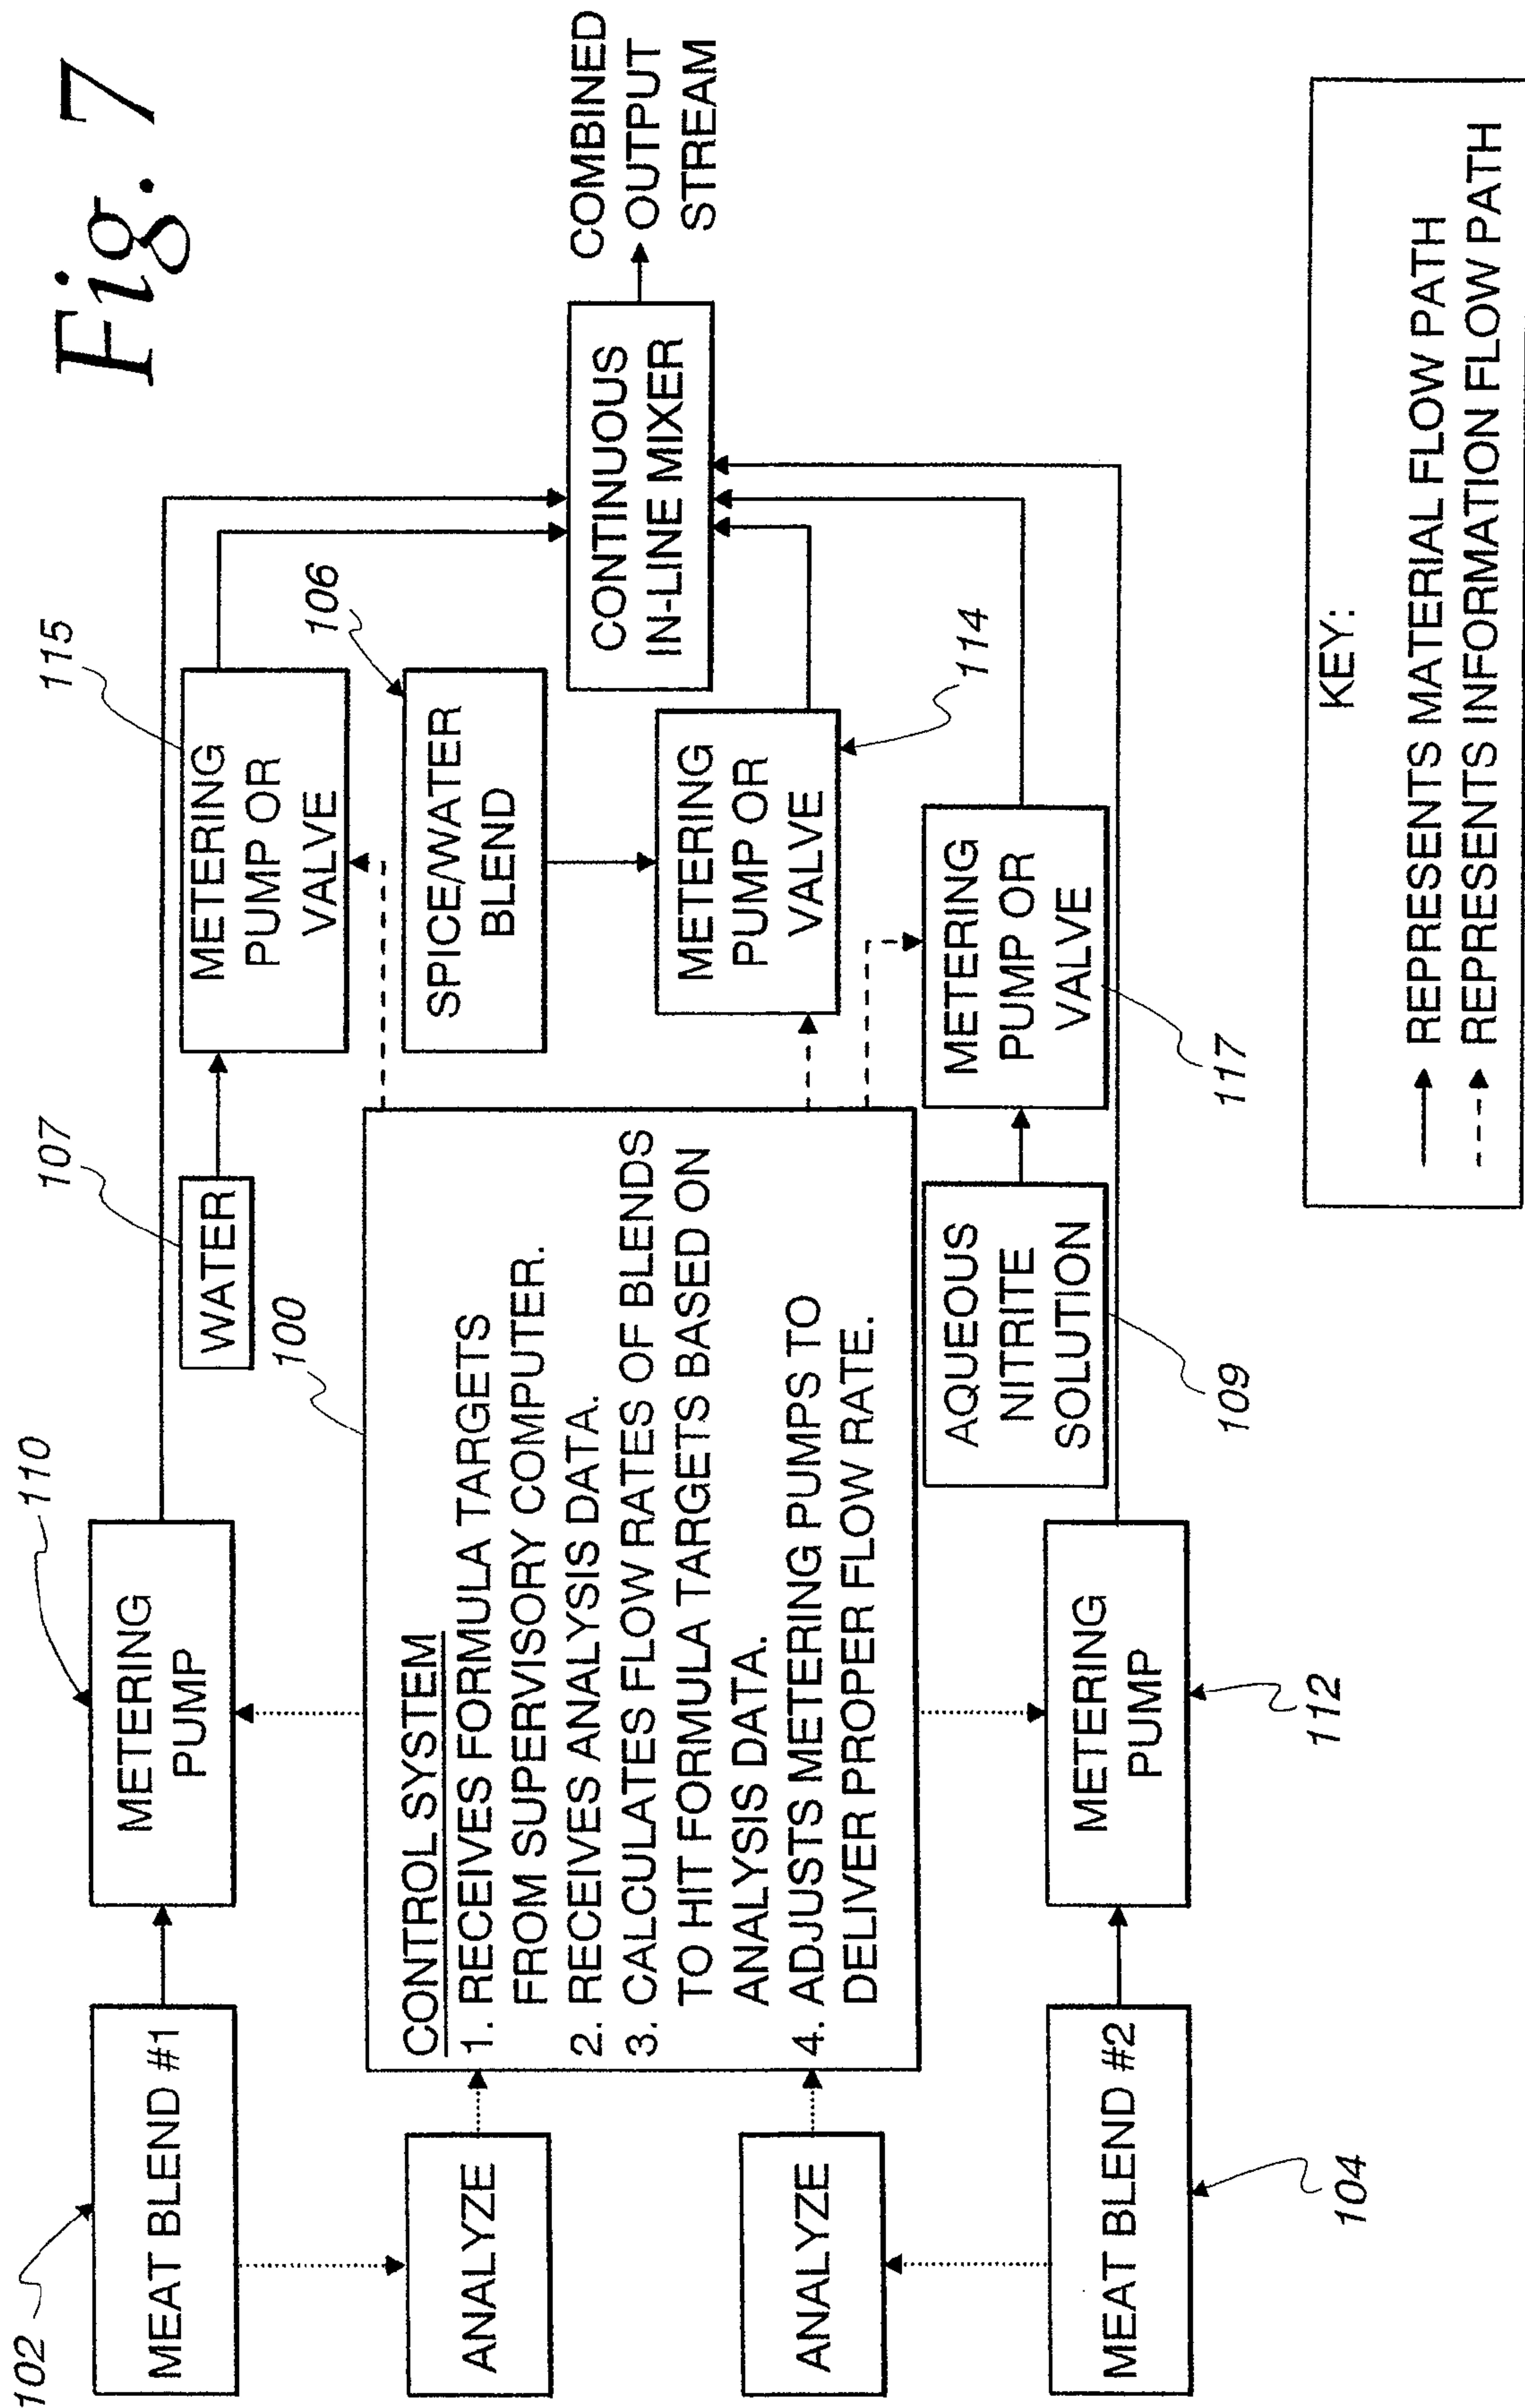 Fig. 7
102
MEAT BLEND #1
110
METERING
PUMP
107
WATER
115
METERING
PUMP OR
VALVE
106
SPICE/WATER
BLEND
METERING
PUMP OR
VALVE
114
CONTINUOUS
IN-LINE MIXER
COMBINED
OUTPUT
STREAM
ANALYZE
ANALYZE
100
CONTROL SYSTEM
1. RECEIVES FORMULA TARGETS
FROM SUPERVISORY COMPUTER.
2. RECEIVES ANALYSIS DATA.
3. CALCULATES FLOW RATES OF BLENDS
TO HIT FORMULA TARGETS BASED ON
ANALYSIS DATA.
4. ADJUSTS METERING PUMPS TO
DELIVER PROPER FLOW RATE.
AQUEOUS
NITRITE
SOLUTION
109
METERING
PUMP OR
VALVE
117
MEAT BLEND #2
104
METERING
PUMP
112
KEY:
REPRESENTS MATERIAL FLOW PATH
REPRESENTS INFORMATION FLOW PATH